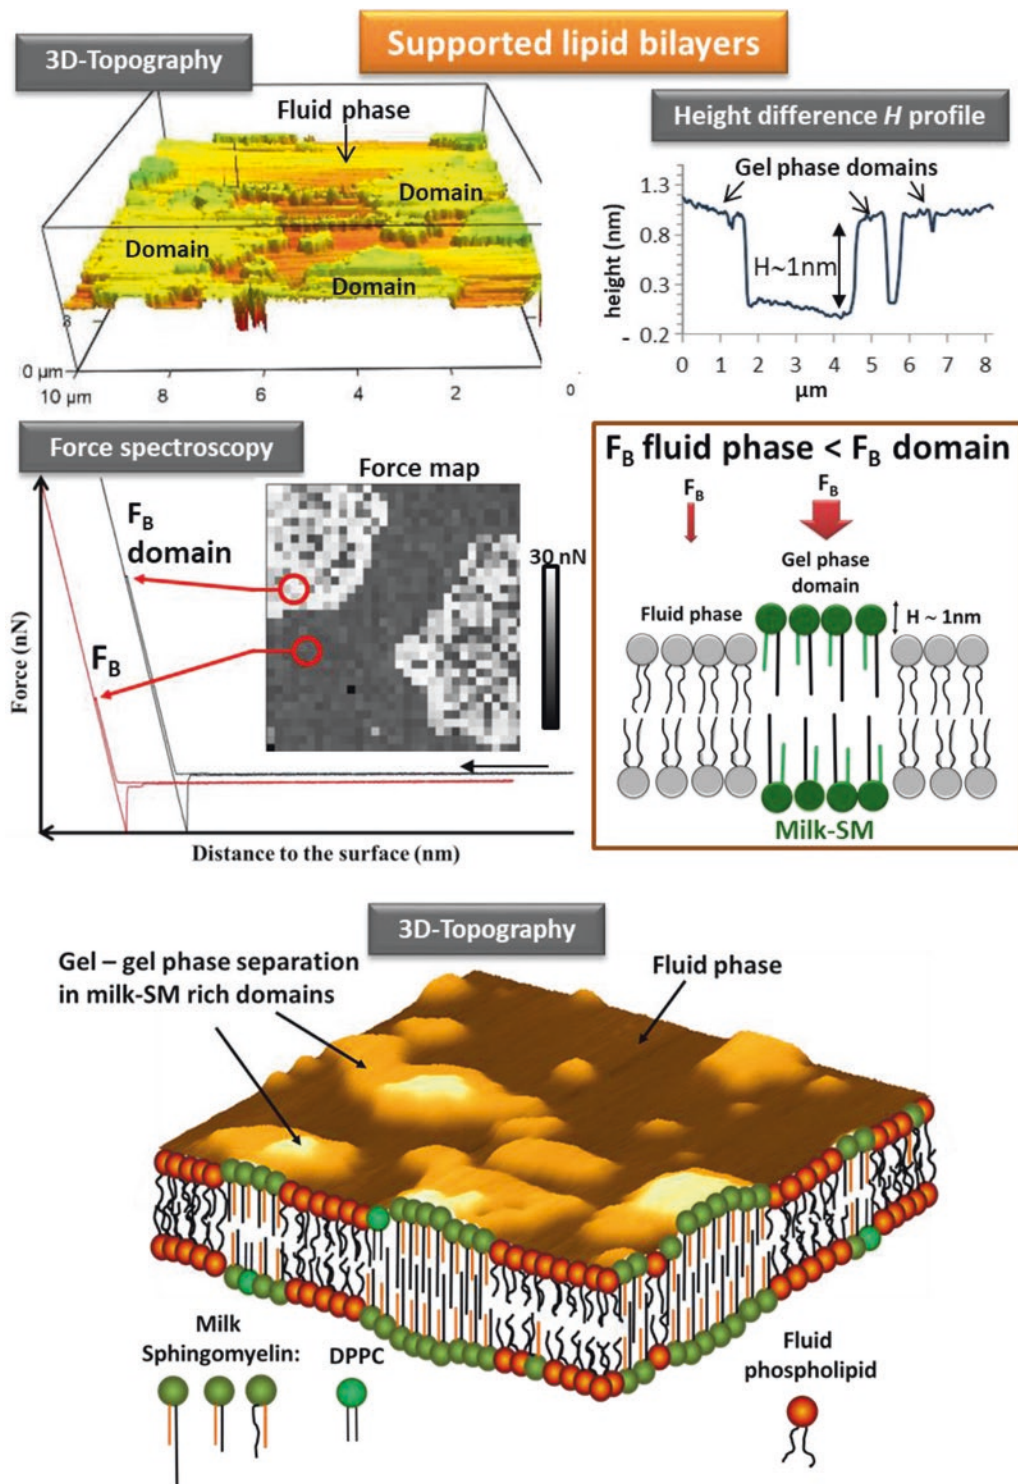 Supported lipid bilayers
3D-Topography
Fluid phase
Domain
Domain
Domain
8
0 μm
10 μm
8
6
4
2
0
Height difference H profile
Gel phase domains
height (nm)
1.3
0.8
0.3
- 0.2
H~1nm
0 1 2 3 4 5 6 7 8
μm
Force spectroscopy
Force map
F_B
domain
F_B
30 nN
Force (nN)
Distance to the surface (nm)
F_B fluid phase < F_B domain
F_B
F_B
Gel phase
domain
Fluid phase
H ~ 1nm
Milk-SM
3D-Topography
Gel – gel phase separation
in milk-SM rich domains
Fluid phase
Milk
Sphingomyelin:
DPPC
Fluid
phospholipid